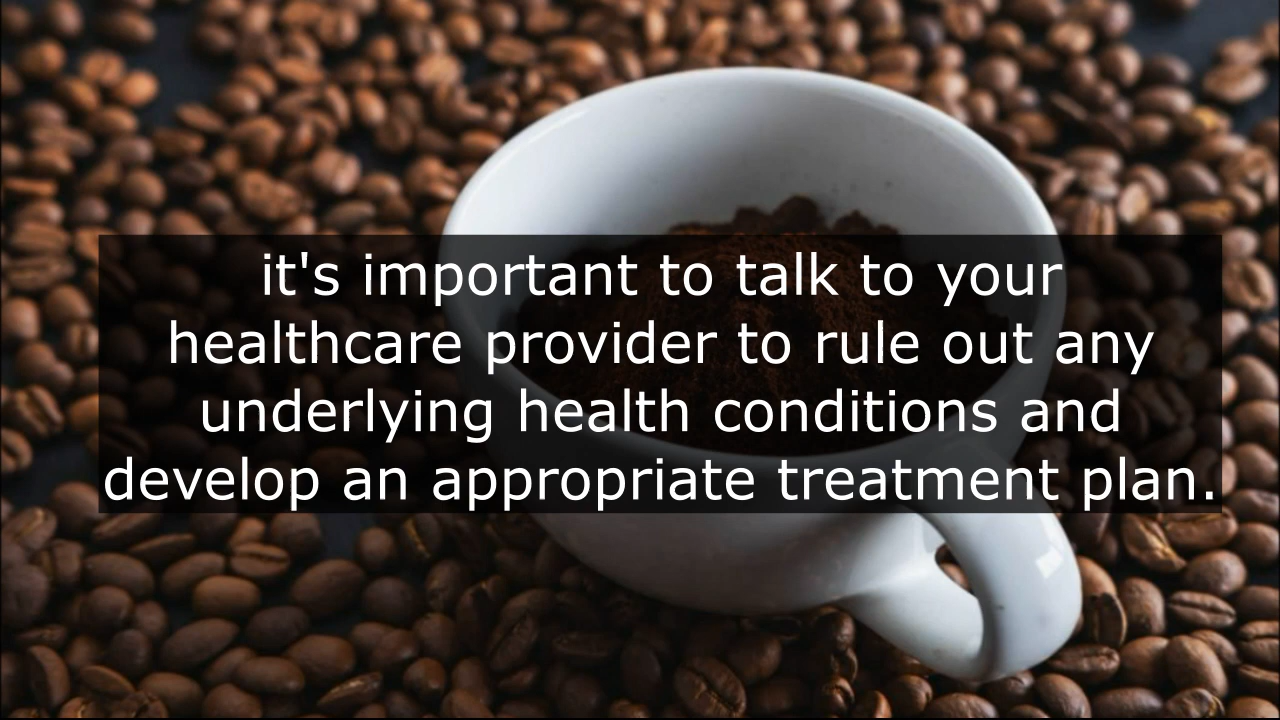 it's important to talk to your
healthcare provider to rule out any
underlying health conditions and
develop an appropriate treatment plan.